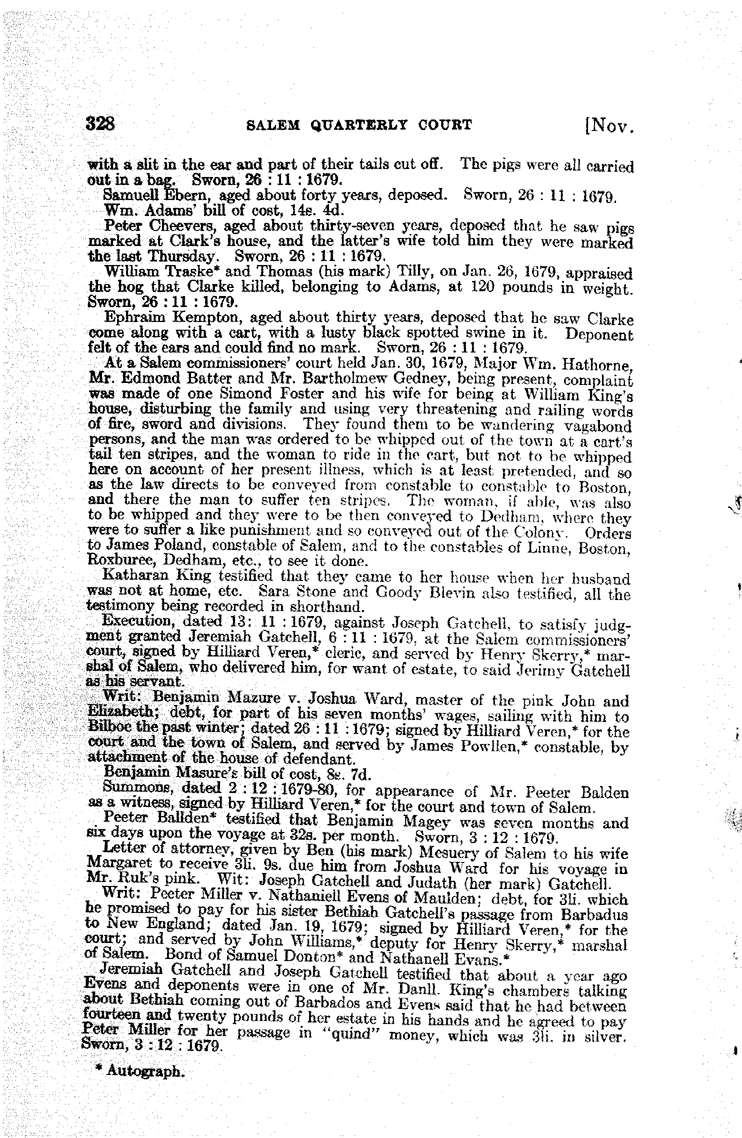 328 SALEM QUARTERLY COURT [Nov.
with a slit in the ear and part of their tails cut off. The pigs were all carried
out in a bag. Sworn, 26 : 11 : 1679.
Samuell Ebern, aged about forty years, deposed. Sworn, 26 : 11 : 1679.
Wm. Adams' bill of cost, 14s. 4d.
Peter Cheevers, aged about thirty-seven years, deposed that he saw pigs
marked at Clark's house, and the latter's wife told him they were marked
the last Thursday. Sworn, 26 : 11 : 1679.
William Traske* and Thomas (his mark) Tilly, on Jan. 26, 1679, appraised
the hog that Clarke killed, belonging to Adams, at 120 pounds in weight.
Sworn, 26 : 11 : 1679.
Ephraim Kempton, aged about thirty years, deposed that he saw Clarke
come along with a cart, with a lusty black spotted swine in it. Deponent
felt of the ears and could find no mark. Sworn, 26 : 11 : 1679.
At a Salem commissioners' court held Jan. 30, 1679, Major Wm. Hathorne,
Mr. Edmond Batter and Mr. Bartholmew Gedney, being present, complaint
was made of one Simond Foster and his wife for being at William King's
house, disturbing the family and using very threatening and railing words
of fire, sword and divisions. They found them to be wandering vagabond
persons, and the man was ordered to be whipped out of the town at a cart's
tail ten stripes, and the woman to ride in the cart, but not to be whipped
here on account of her present illness, which is at least pretended, and so
as the law directs to be conveyed from constable to constable to Boston,
and there the man to suffer ten stripes. The woman, if able, was also
to be whipped and they were to be then conveyed to Dedham, where they
were to suffer a like punishment and so conveyed out of the Colony. Orders
to James Poland, constable of Salem, and to the constables of Linne, Boston,
Roxburee, Dedham, etc., to see it done.
Katharan King testified that they came to her house when her husband
was not at home, etc. Sara Stone and Goody Blevin also testified, all the
testimony being recorded in shorthand.
Execution, dated 13: 11 : 1679, against Joseph Gatchell, to satisfy judg-
ment granted Jeremiah Gatchell, 6 : 11 : 1679, at the Salem commissioners'
court, signed by Hilliard Veren,* cleric, and served by Henry Skerry,* mar-
shal of Salem, who delivered him, for want of estate, to said Jerimy Gatchell
as his servant.
Writ: Benjamin Mazure v. Joshua Ward, master of the pink John and
Elizabeth; debt, for part of his seven months' wages, sailing with him to
Bilboe the past winter; dated 26 : 11 : 1679; signed by Hilliard Veren,* for the
court and the town of Salem, and served by James Powllen,* constable, by
attachment of the house of defendant.
Benjamin Masure's bill of cost, 8s. 7d.
Summons, dated 2 : 12 : 1679-80, for appearance of Mr. Peeter Balden
as a witness, signed by Hilliard Veren,* for the court and town of Salem.
Peeter Ballden* testified that Benjamin Magey was seven months and
six days upon the voyage at 32s. per month. Sworn, 3 : 12 : 1679.
Letter of attorney, given by Ben (his mark) Mesuery of Salem to his wife
Margaret to receive 3li. 9s. due him from Joshua Ward for his voyage in
Mr. Ruk's pink. Wit: Joseph Gatchell and Judath (her mark) Gatchell.
Writ: Peeter Miller v. Nathaniell Evens of Maulden; debt, for 3li. which
he promised to pay for his sister Bethiah Gatchell's passage from Barbadus
to New England; dated Jan. 19, 1679; signed by Hilliard Veren,* for the
court; and served by John Williams,* deputy for Henry Skerry,* marshal
of Salem. Bond of Samuel Donton* and Nathanell Evans.*
Jeremiah Gatchell and Joseph Gatchell testified that about a year ago
Evens and deponents were in one of Mr. Danll. King's chambers talking
about Bethiah coming out of Barbados and Evens said that he had between
fourteen and twenty pounds of her estate in his hands and he agreed to pay
Peter Miller for her passage in "quind" money, which was 3li. in silver.
Sworn, 3 : 12 : 1679.
* Autograph.